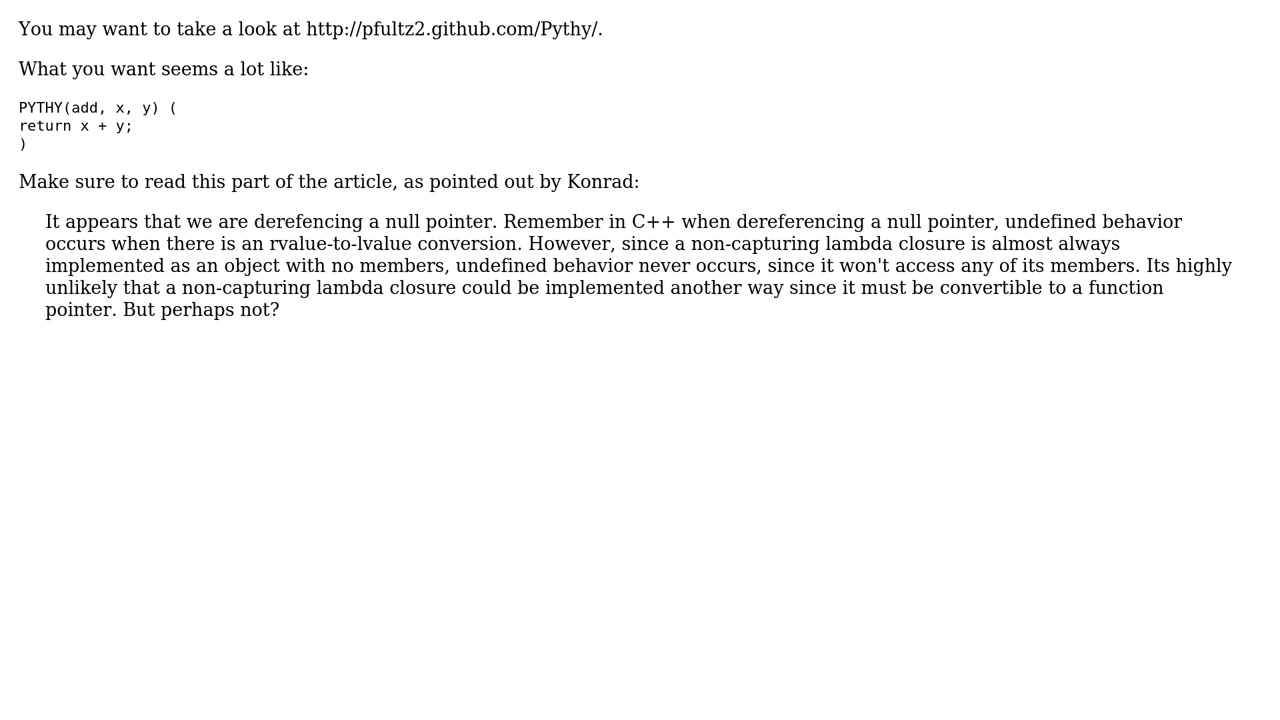 You may want to take a look at http://pfultz2.github.com/Pythy/.
What you want seems a lot like:
PYTHY(add, x, y) (
return x + y;
)
Make sure to read this part of the article, as pointed out by Konrad:
It appears that we are derefencing a null pointer. Remember in C++ when dereferencing a null pointer, undefined behavior
occurs when there is an rvalue-to-lvalue conversion. However, since a non-capturing lambda closure is almost always
implemented as an object with no members, undefined behavior never occurs, since it won't access any of its members. Its highly
unlikely that a non-capturing lambda closure could be implemented another way since it must be convertible to a function
pointer. But perhaps not?